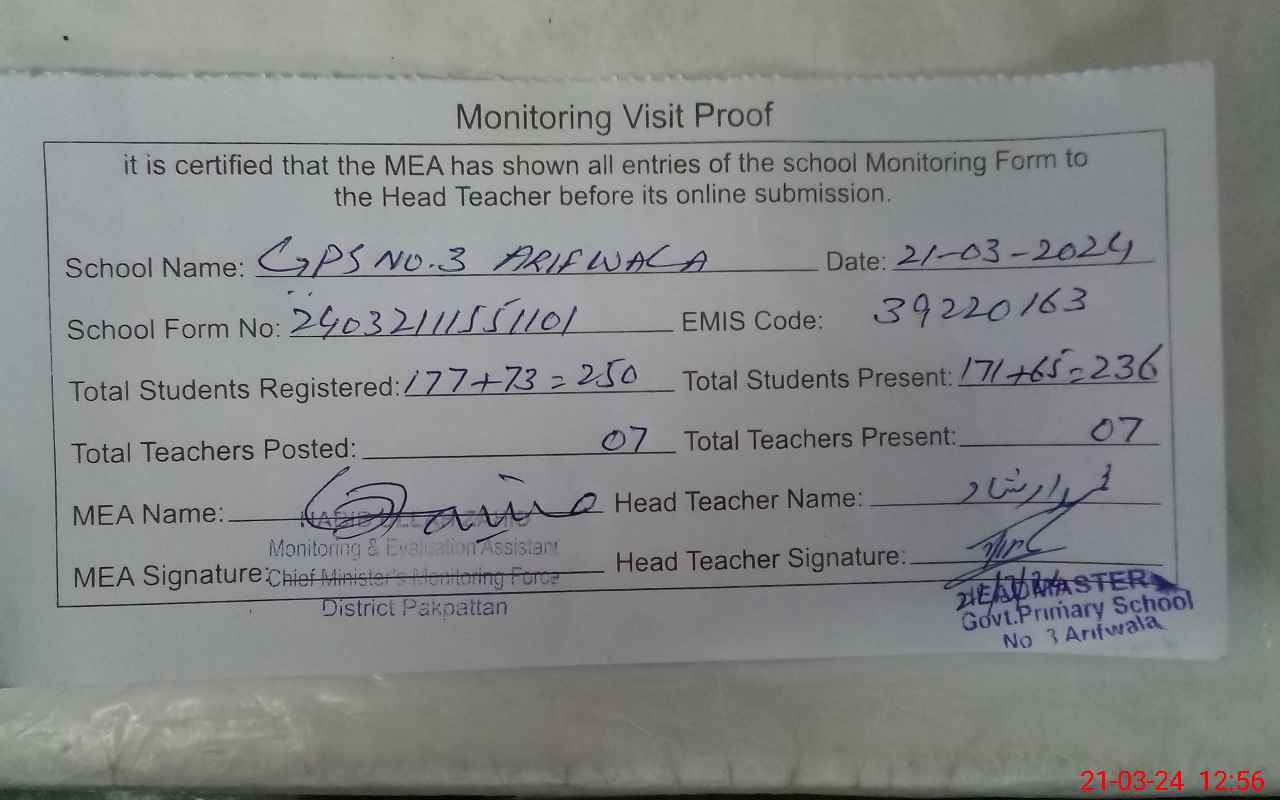 Monitoring Visit Proof
it is certified that the MEA has shown all entries of the school Monitoring Form to
the Head Teacher before its online submission.
School Name: GPS NO.3 ARIFWALA Date: 21-03-2024
School Form No: 24032111551101 EMIS Code: 39220163
Total Students Registered: 177+73=250 Total Students Present: 171+65=236
Total Teachers Posted: 07 Total Teachers Present: 07
MEA Name: Head Teacher Name: محمد ارشاد
Monitoring & Evaluation Assistant
MEA Signature: Chief Minister's Monitoring Force Head Teacher Signature:
District Pakpattan
HEADMASTER
Govt.Primary School
No 3 Arifwala
21-03-24 12:56